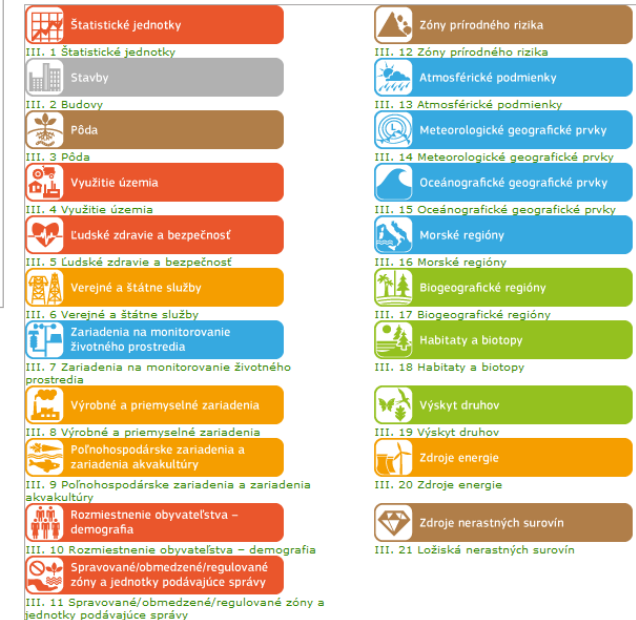 Štatistické jednotky
III. 1 Štatistické jednotky
Stavby
III. 2 Budovy
Pôda
III. 3 Pôda
Využitie územia
III. 4 Využitie územia
Ľudské zdravie a bezpečnosť
III. 5 Ľudské zdravie a bezpečnosť
Verejné a štátne služby
III. 6 Verejné a štátne služby
Zariadenia na monitorovanie
životného prostredia
III. 7 Zariadenia na monitorovanie životného
prostredia
Výrobné a priemyselné zariadenia
III. 8 Výrobné a priemyselné zariadenia
Poľnohospodárske zariadenia a
zariadenia akvakultúry
III. 9 Poľnohospodárske zariadenia a zariadenia
akvakultúry
Rozmiestnenie obyvateľstva –
demografia
III. 10 Rozmiestnenie obyvateľstva – demografia
Spravované/obmedzené/regulované
zóny a jednotky podávajúce správy
III. 11 Spravované/obmedzené/regulované zóny a
jednotky podávajúce správy
Zóny prírodného rizika
III. 12 Zóny prírodného rizika
Atmosférické podmienky
III. 13 Atmosférické podmienky
Meteorologické geografické prvky
III. 14 Meteorologické geografické prvky
Oceánografické geografické prvky
III. 15 Oceánografické geografické prvky
Morské regióny
III. 16 Morské regióny
Biogeografické regióny
III. 17 Biogeografické regióny
Habitaty a biotopy
III. 18 Habitaty a biotopy
Výskyt druhov
III. 19 Výskyt druhov
Zdroje energie
III. 20 Zdroje energie
Zdroje nerastných surovín
III. 21 Ložiská nerastných surovín